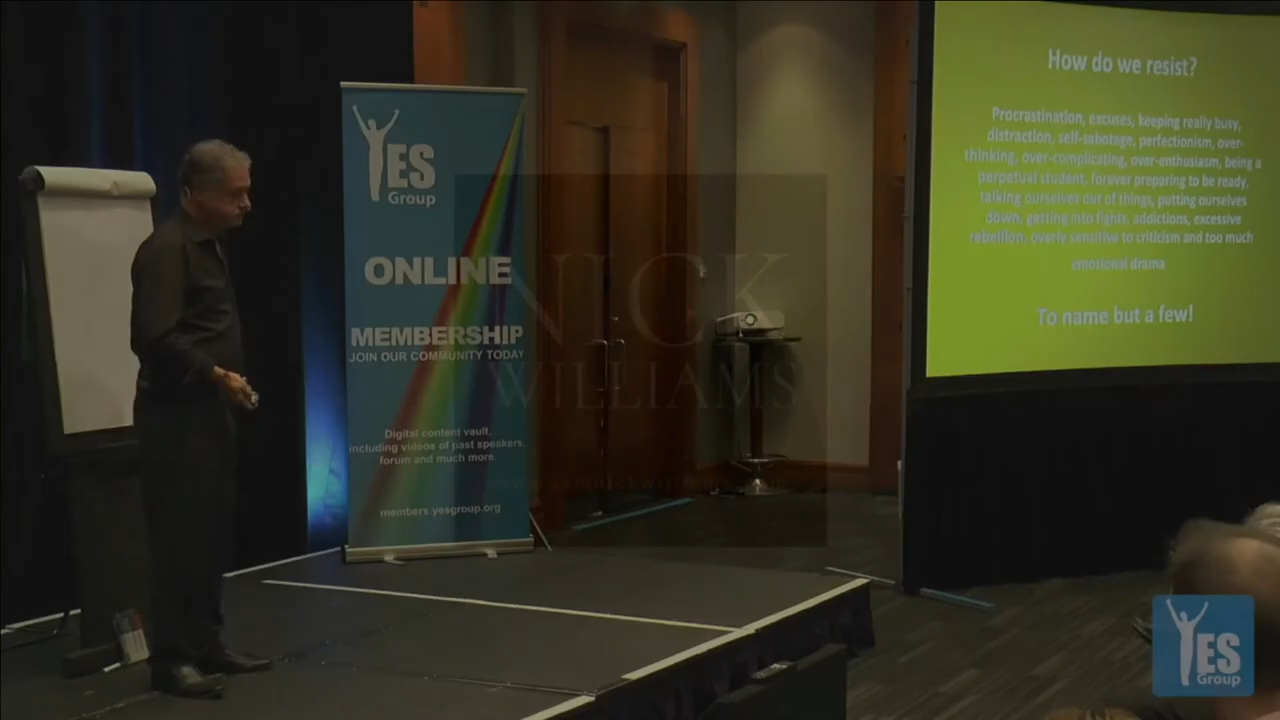 YES
Group
ONLINE
MEMBERSHIP
JOIN OUR COMMUNITY TODAY
Digital content vault,
including videos of past speakers,
forum and much more.
members.yesgroup.org
NICK
WILLIAMS
How do we resist?
Procrastination, excuses, keeping really busy,
distraction, self-sabotage, perfectionism, over-
thinking, over-complicating, over-enthusiasm, being a
perpetual student, forever preparing to be ready,
talking ourselves out of things, putting ourselves
down, getting into fights, addictions, excessive
rebellion, overly sensitive to criticism and too much
emotional drama
To name but a few!
YES
Group